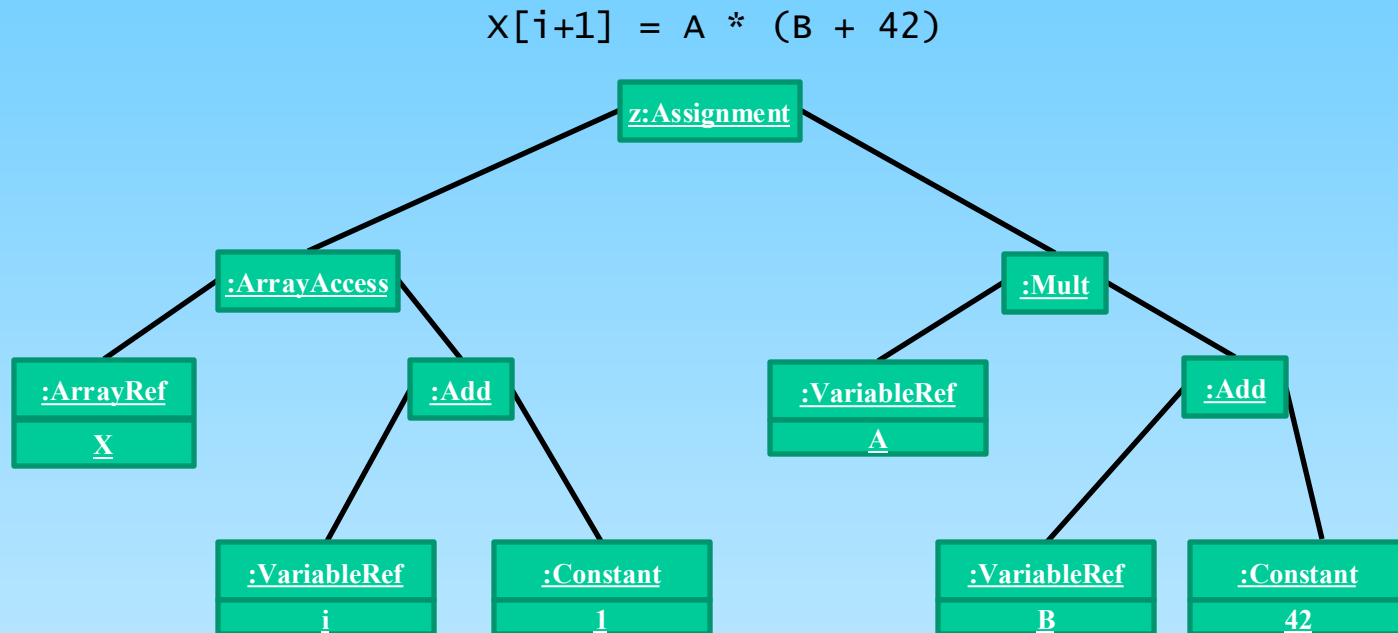 X[i+1] = A * (B + 42)
z:Assignment
:ArrayAccess
:Mult
:ArrayRef
X
:Add
:VariableRef
A
:Add
:VariableRef
i
:Constant
1
:VariableRef
B
:Constant
42